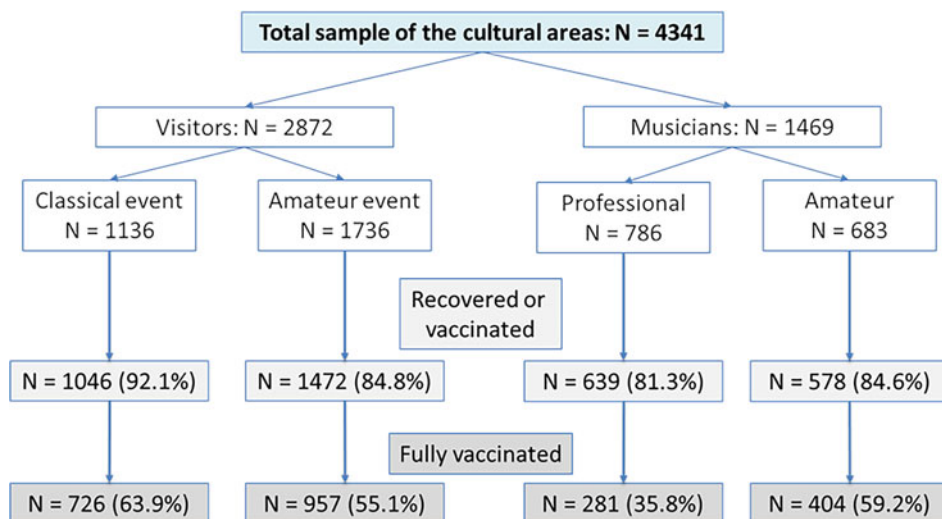 Total sample of the cultural areas: N = 4341
Visitors: N = 2872
Musicians: N = 1469
Classical event
N = 1136
Amateur event
N = 1736
Professional
N = 786
Amateur
N = 683
Recovered or
vaccinated
N = 1046 (92.1%)
N = 1472 (84.8%)
N = 639 (81.3%)
N = 578 (84.6%)
Fully vaccinated
N = 726 (63.9%)
N = 957 (55.1%)
N = 281 (35.8%)
N = 404 (59.2%)